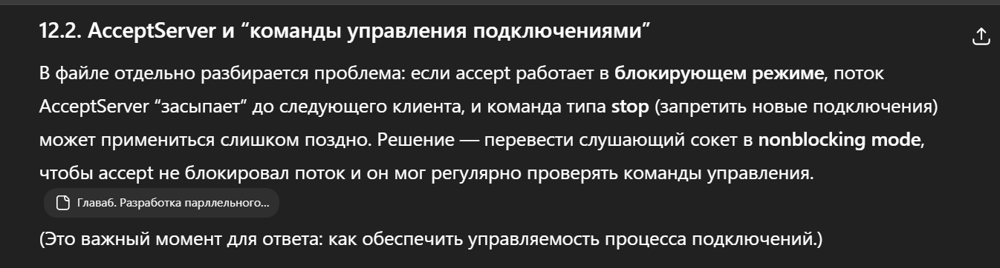 12.2. AcceptServer и “команды управления подключениями”
В файле отдельно разбирается проблема: если accept работает в блокирующем режиме, поток
AcceptServer “засыпает” до следующего клиента, и команда типа stop (запретить новые подключения)
может примениться слишком поздно. Решение — перевести слушающий сокет в nonblocking mode,
чтобы accept не блокировал поток и он мог регулярно проверять команды управления.
Глава6. Разработка парллельного...
(Это важный момент для ответа: как обеспечить управляемость процесса подключений.)